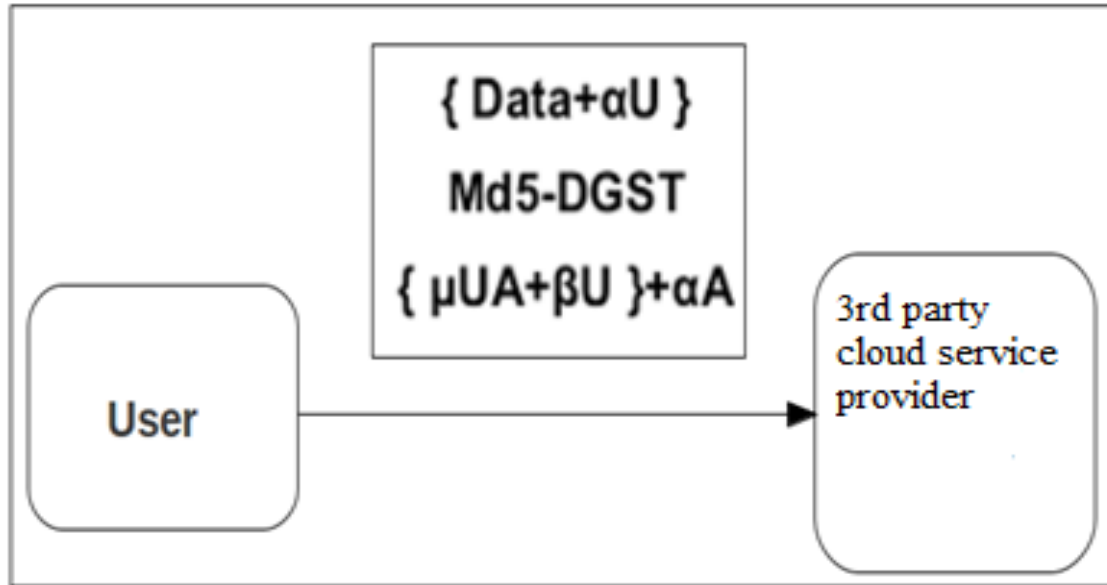 { Data+αU }
Md5-DGST
{ μUA+βU }+αA
User
3rd party
cloud service
provider